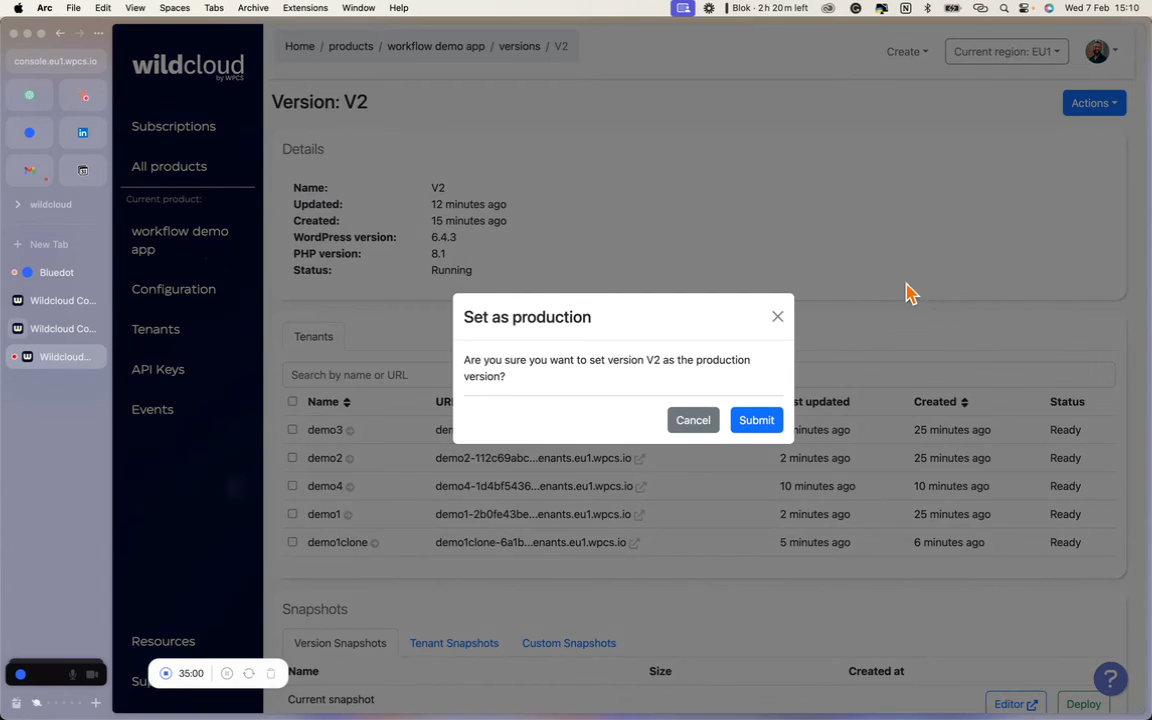 Arc File Edit View Spaces Tabs Archive Extensions Window Help Blok · 2h 20m left Wed 7 Feb 15:10
console.eu1.wpcs.io
wildcloud
New Tab
Bluedot
Wildcloud Co...
Wildcloud Co...
Wildcloud...
wildcloud
by WPCS
Subscriptions
All products
Current product:
workflow demo
app
Configuration
Tenants
API Keys
Events
Resources
35:00
Home / products / workflow demo app / versions / V2
Create
Current region: EU1
Version: V2
Actions
Details
Name: V2
Updated: 12 minutes ago
Created: 15 minutes ago
WordPress version: 6.4.3
PHP version: 8.1
Status: Running
Set as production
Are you sure you want to set version V2 as the production
version?
Cancel Submit
Tenants
Search by name or URL
Name Created Status
demo3 25 minutes ago Ready
demo2 demo2-112c69abc...enants.eu1.wpcs.io 2 minutes ago 25 minutes ago Ready
demo4 demo4-1d4bf5436...enants.eu1.wpcs.io 10 minutes ago 10 minutes ago Ready
demo1 demo1-2b0fe43be...enants.eu1.wpcs.io 2 minutes ago 25 minutes ago Ready
demo1clone demo1clone-6a1b...enants.eu1.wpcs.io 5 minutes ago 6 minutes ago Ready
Snapshots
Version Snapshots Tenant Snapshots Custom Snapshots
Name Size Created at
Current snapshot Editor Deploy
?